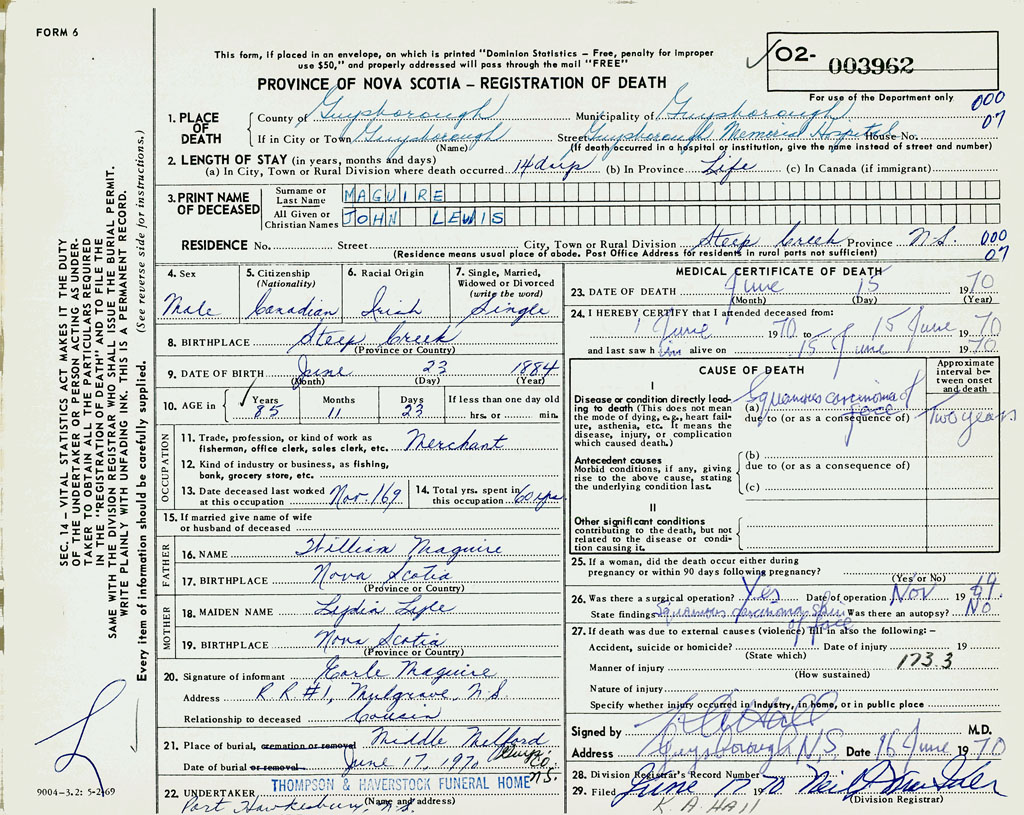 FORM 6
This form, if placed in an envelope, on which is printed "Dominion Statistics – Free, penalty for improper
use $50," and properly addressed will pass through the mail "FREE"
PROVINCE OF NOVA SCOTIA – REGISTRATION OF DEATH
02- 003962
For use of the Department only
000
07
1. PLACE OF DEATH
County of Guysborough Municipality of Guysborough
If in City or Town Guysborough Street Guysborough Memorial Hospital House No.
(Name) (If death occurred in a hospital or institution, give the name instead of street and number)
2. LENGTH OF STAY (in years, months and days)
(a) In City, Town or Rural Division where death occurred 14 days (b) In Province Life (c) In Canada (if immigrant)
3. PRINT NAME OF DECEASED
Surname or Last Name MAGUIRE
All Given or Christian Names JOHN LEWIS
RESIDENCE No. Street City, Town or Rural Division Steep Creek Province N.S. 000
07
(Residence means usual place of abode. Post Office Address for residents in rural parts not sufficient)
4. Sex
Male
5. Citizenship
(Nationality)
Canadian
6. Racial Origin
Irish
7. Single, Married,
Widowed or Divorced
(write the word)
Single
8. BIRTHPLACE Steep Creek
(Province or Country)
9. DATE OF BIRTH June 23 1884
(Month) (Day) (Year)
10. AGE in
Years Months Days If less than one day old
85 11 23 hrs. or min.
OCCUPATION
11. Trade, profession, or kind of work as
fisherman, office clerk, sales clerk, etc. Merchant
12. Kind of industry or business, as fishing,
bank, grocery store, etc.
13. Date deceased last worked
at this occupation Nov. 169
14. Total yrs. spent in
this occupation 60 yrs
15. If married give name of wife
or husband of deceased
FATHER
16. NAME William Maguire
17. BIRTHPLACE Nova Scotia
(Province or Country)
MOTHER
18. MAIDEN NAME Lydia
19. BIRTHPLACE Nova Scotia
(Province or Country)
20. Signature of informant Earle Maguire
Address R R #1, Mulgrave, N.S.
Relationship to deceased Cousin
21. Place of burial, cremation or removal Middle Melford
Guys. Co. N.S.
Date of burial or removal June 17, 1970
22. UNDERTAKER, THOMPSON & HAVERSTOCK FUNERAL HOME
(Name and address)
Port Hawkesbury, N.S.
MEDICAL CERTIFICATE OF DEATH
23. DATE OF DEATH June 15 1970
(Month) (Day) (Year)
24. I HEREBY CERTIFY that I attended deceased from:
1 June 1970 to 15 June 1970
and last saw him alive on 15 June 1970
CAUSE OF DEATH
Approximate
interval be-
tween onset
and death
I
Disease or condition directly lead-
ing to death (This does not mean
the mode of dying, e.g., heart fail-
ure, asthenia, etc. It means the
disease, injury, or complication
which caused death.)
(a) Squamous carcinoma of
face
due to (or as a consequence of)
Two years
Antecedent causes
Morbid conditions, if any, giving
rise to the above cause, stating
the underlying condition last.
(b)
due to (or as a consequence of)
(c)
II
Other significant conditions
contributing to the death, but not
related to the disease or condi-
tion causing it.
25. If a woman, did the death occur either during
pregnancy or within 90 days following pregnancy?
(Yes or No)
26. Was there a surgical operation? Yes Date of operation Nov 19
State findings Squamous carcinoma skin of face Was there an autopsy? No
27. If death was due to external causes (violence) fill in also the following: –
Accident, suicide or homicide? Date of injury 19
(State which)
173.3
Manner of injury
(How sustained)
Nature of injury
Specify whether injury occurred in industry, in home, or in public place
Signed by M.D.
Address Guysborough N.S. Date 16 June 1970
28. Division Registrar's Record Number
29. Filed June 17 1970
(Division Registrar)
K. A. Hall
SEC. 14 – VITAL STATISTICS ACT MAKES IT THE DUTY
OF THE UNDERTAKER OR PERSON ACTING AS UNDER-
TAKER TO OBTAIN ALL THE PARTICULARS REQUIRED
IN THE "REGISTRATION OF DEATH" AND TO FILE THE
SAME WITH THE DIVISION REGISTRAR WHO SHALL ISSUE THE BURIAL PERMIT.
WRITE PLAINLY WITH UNFADING INK. THIS IS A PERMANENT RECORD.
Every item of information should be carefully supplied. (See reverse side for instructions.)
9004–3.2: 5-2-69